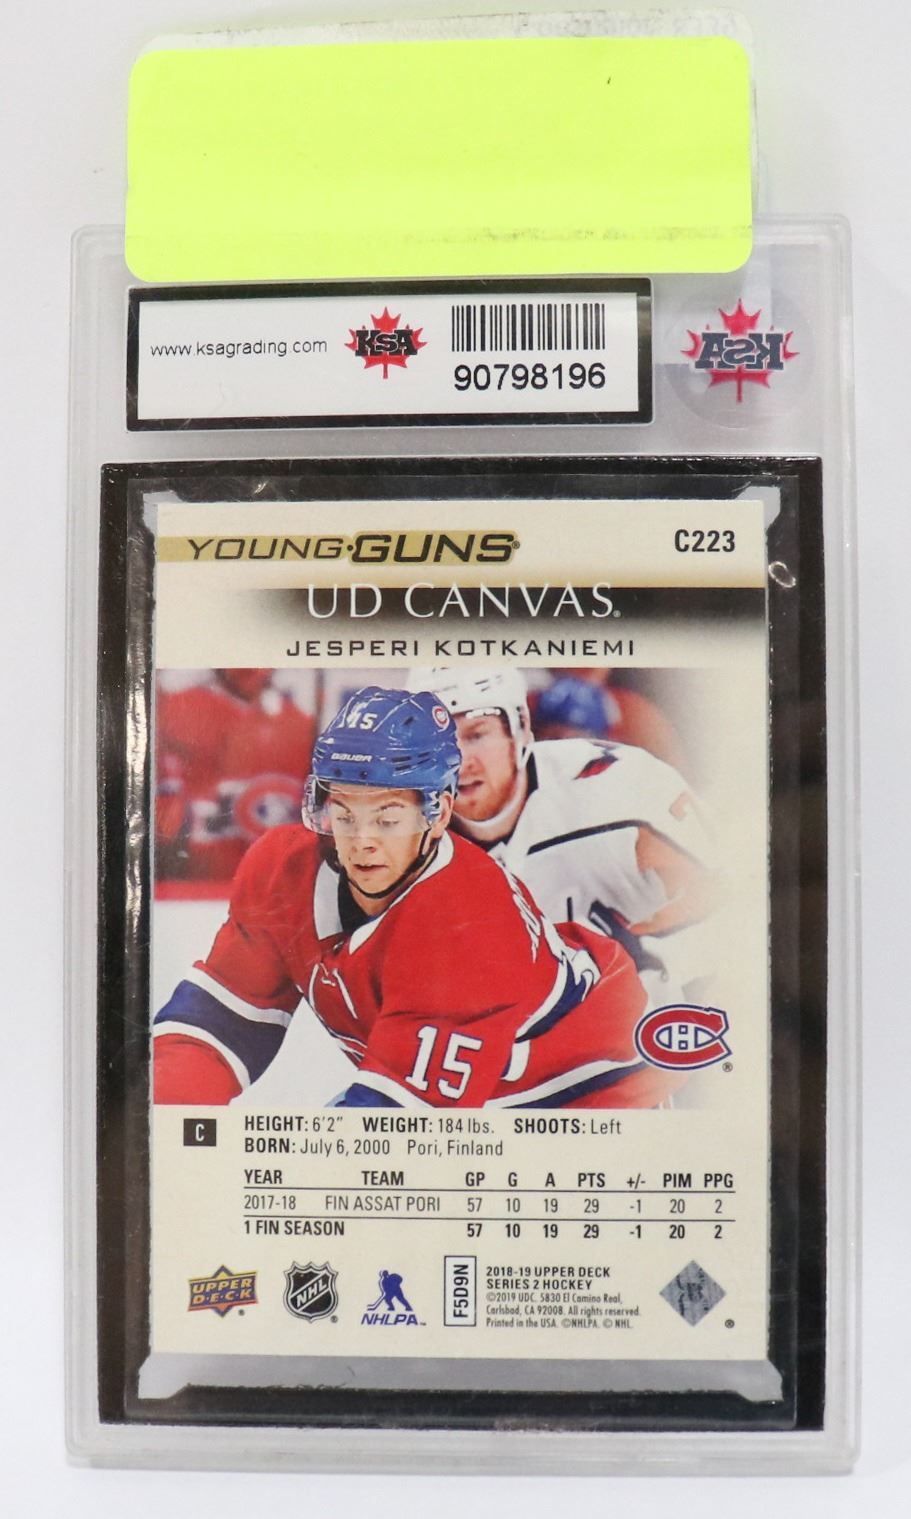 www.ksagrading.com
KSA
90798196
KSA
YOUNG·GUNS®
C223
UD CANVAS®
JESPERI KOTKANIEMI
15
BAUER
15
C
HEIGHT: 6'2" WEIGHT: 184 lbs. SHOOTS: Left
BORN: July 6, 2000 Pori, Finland
YEAR TEAM GP G A PTS +/- PIM PPG
2017-18 FIN ASSAT PORI 57 10 19 29 -1 20 2
1 FIN SEASON 57 10 19 29 -1 20 2
UPPER DECK
NHL®
NHLPA™
F5D9N
2018-19 UPPER DECK
SERIES 2 HOCKEY
©2019 UDC. 5830 El Camino Real,
Carlsbad, CA 92008. All rights reserved.
Printed in the USA. ©NHLPA. © NHL.
®